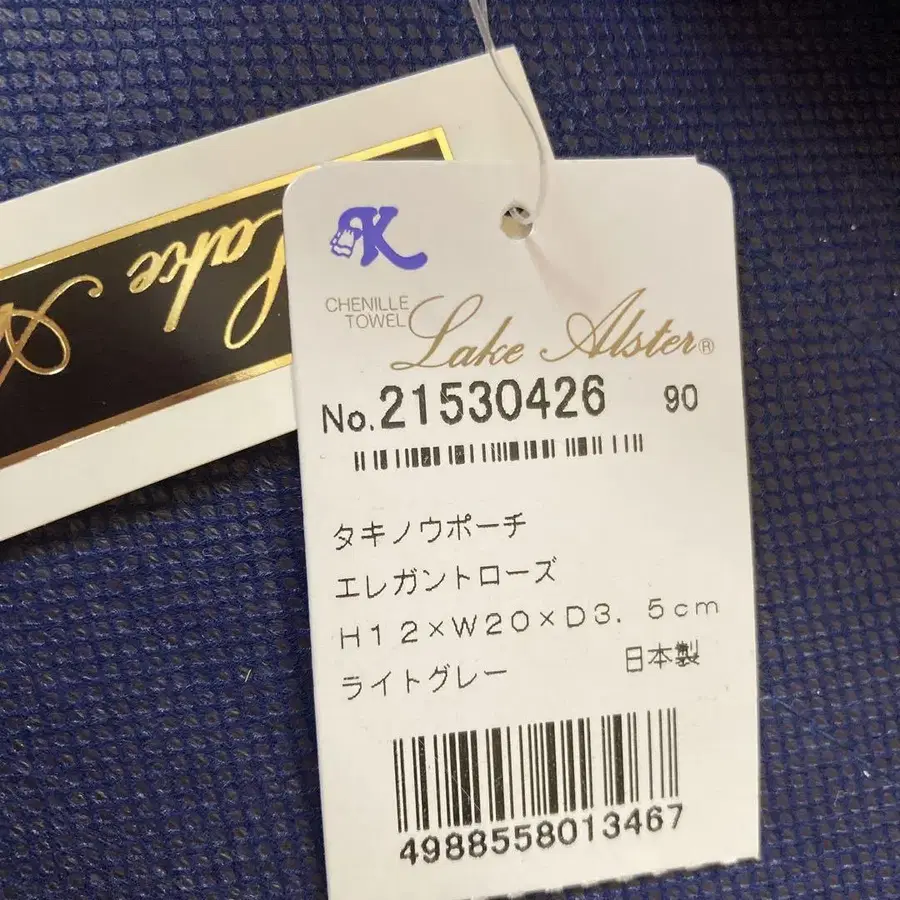 Lake A
K
CHENILLE
TOWEL
Lake Alster®
No.21530426 90
タキノウポーチ
エレガントローズ
H12×W20×D3.5cm
ライトグレー 日本製
4988558013467